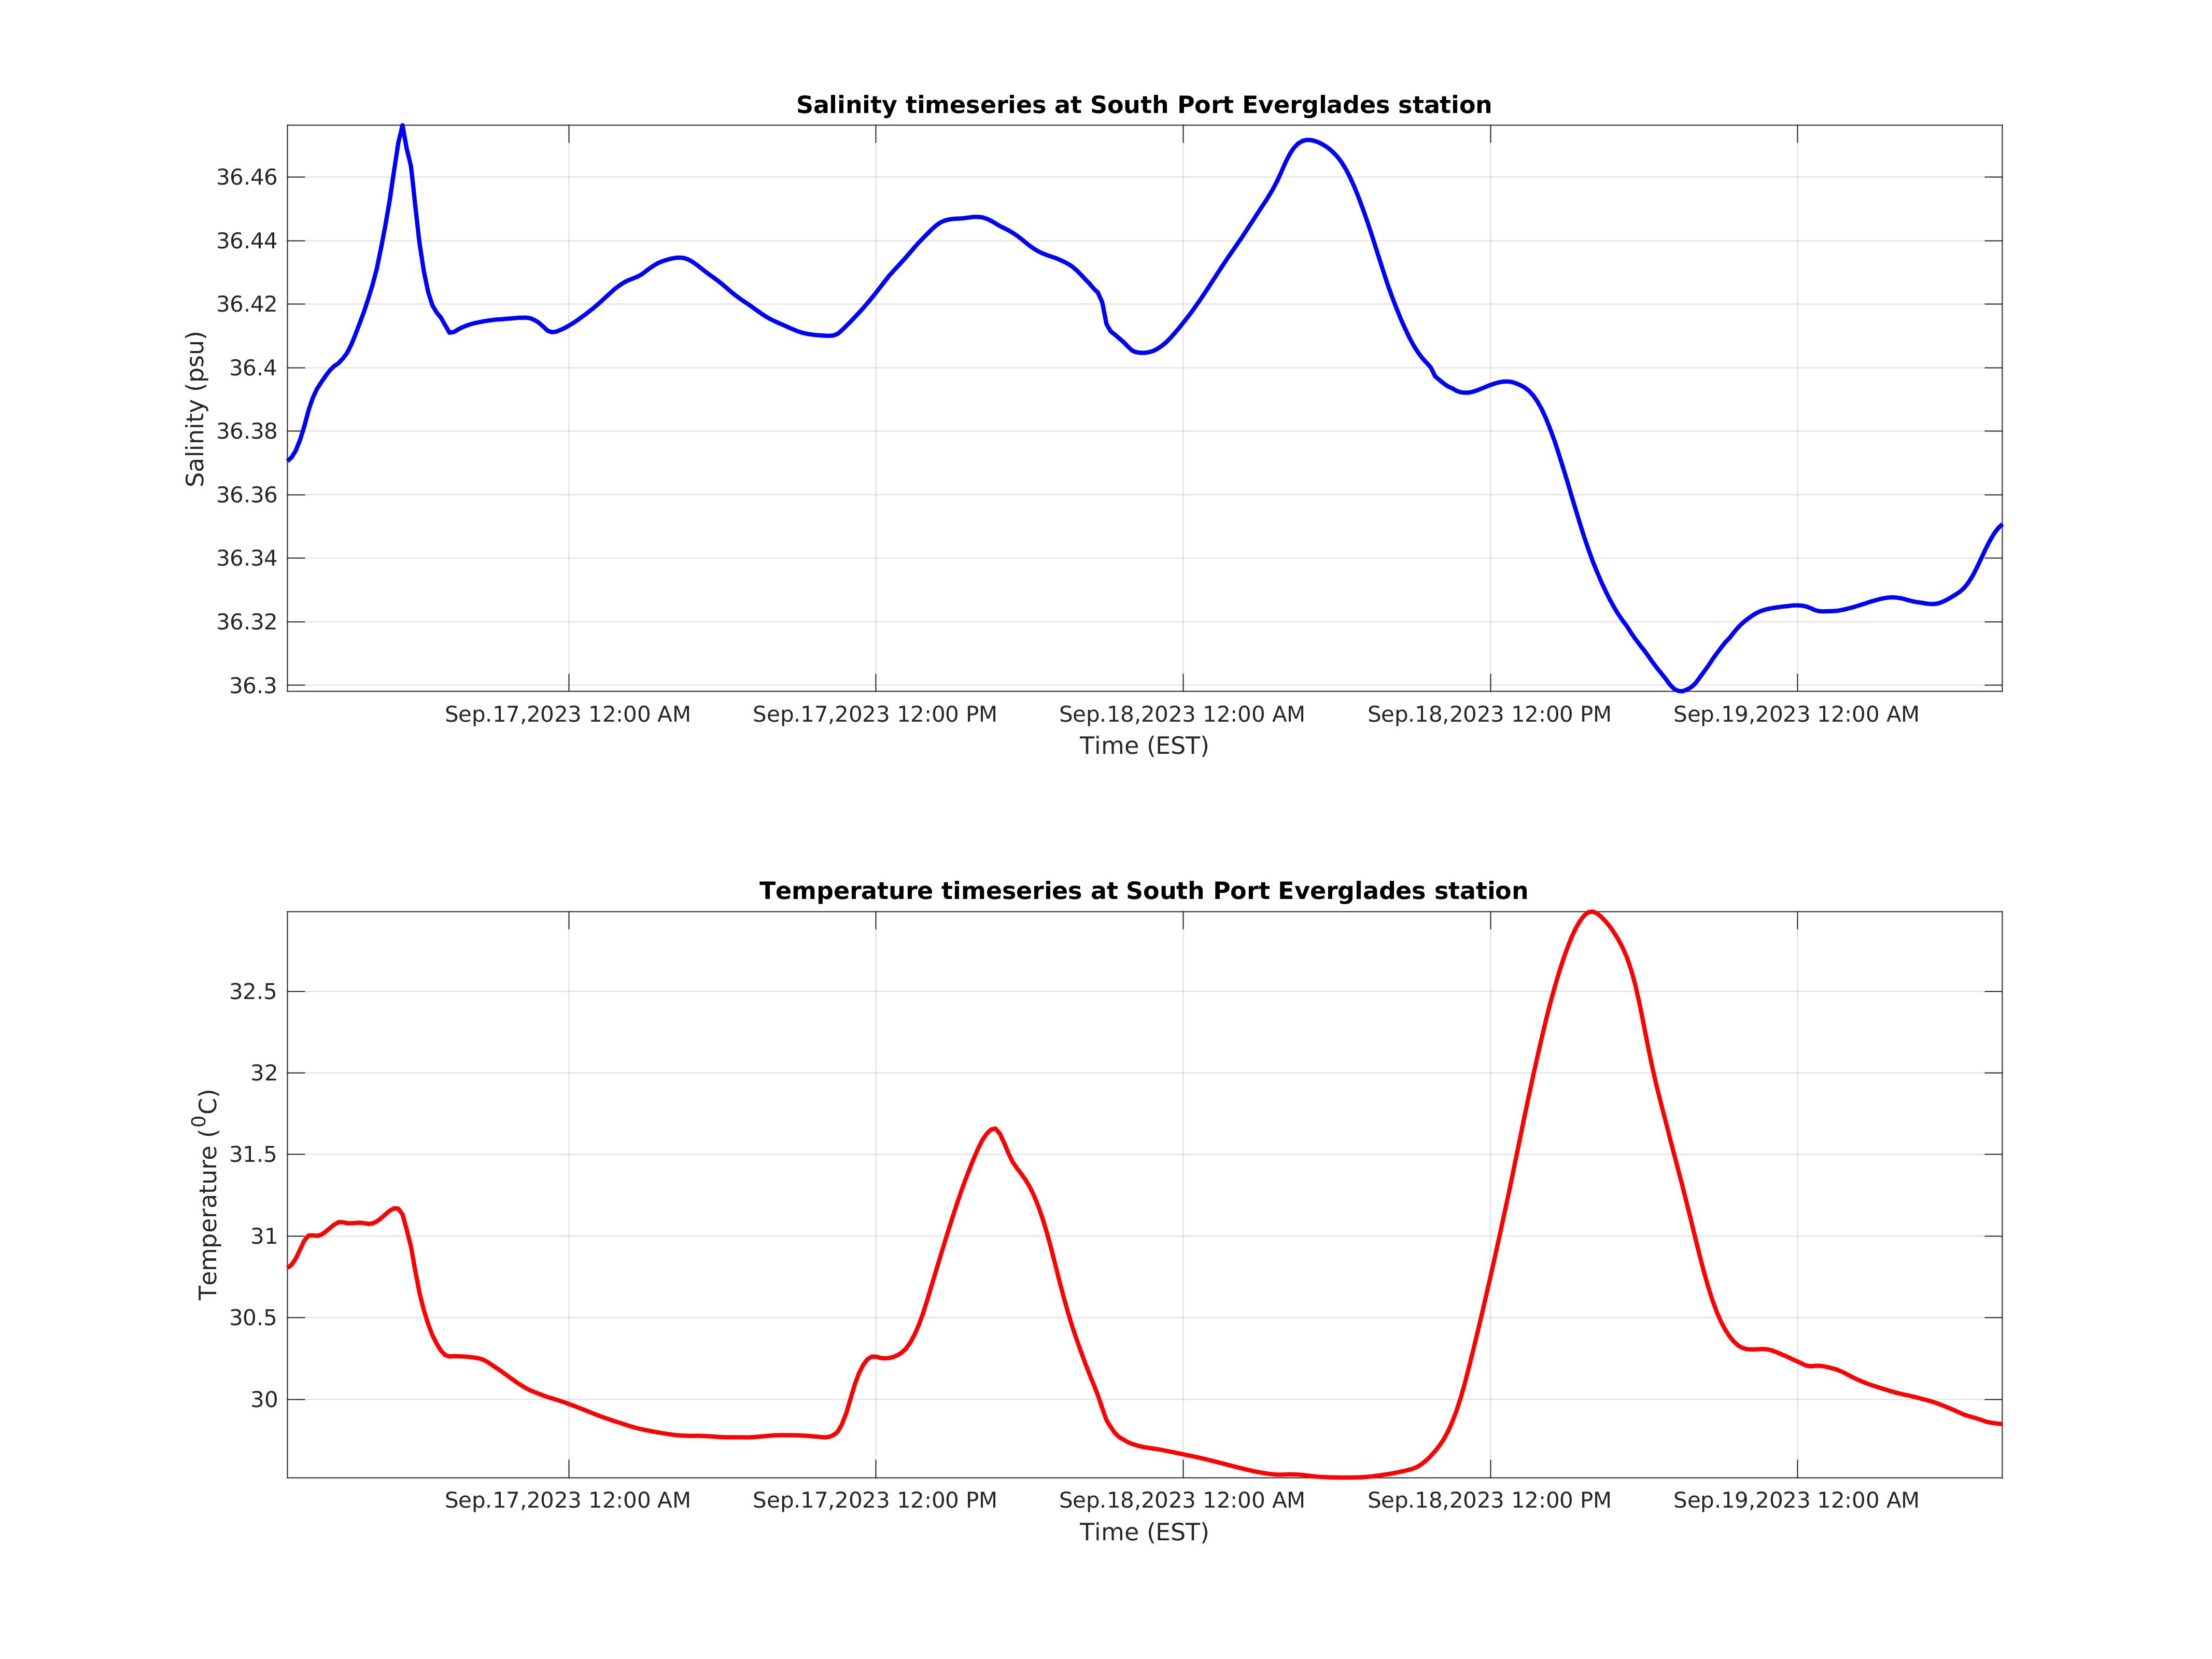 Salinity timeseries at South Port Everglades station
36.46
36.44
36.42
36.4
36.38
36.36
36.34
36.32
36.3
Salinity (psu)
Sep.17,2023 12:00 AM Sep.17,2023 12:00 PM Sep.18,2023 12:00 AM Sep.18,2023 12:00 PM Sep.19,2023 12:00 AM
Time (EST)
Temperature timeseries at South Port Everglades station
32.5
32
31.5
31
30.5
30
Temperature (⁰C)
Sep.17,2023 12:00 AM Sep.17,2023 12:00 PM Sep.18,2023 12:00 AM Sep.18,2023 12:00 PM Sep.19,2023 12:00 AM
Time (EST)